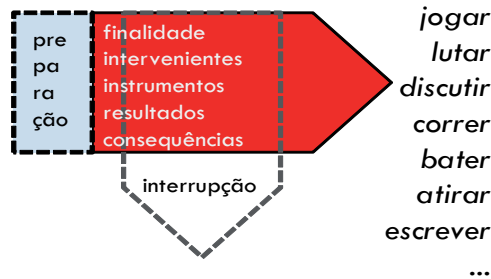 pre
pa
ra
ção
finalidade
intervenientes
instrumentos
resultados
consequências
interrupção
jogar
lutar
discutir
correr
bater
atirar
escrever
...